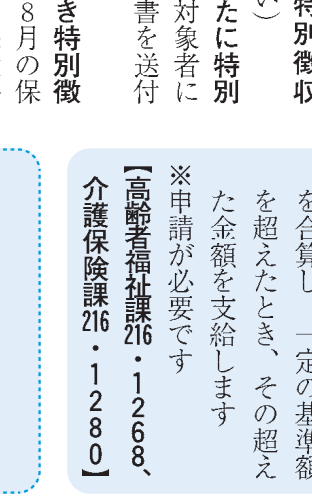 特別徴収
い）
たに特別
対象者に
書を送付
き特別徴
8月の保
を合算し、一定の基準額
を超えたとき、その超え
た金額を支給します
※申請が必要です
【高齢者福祉課216・1268、
介護保険課216・1280】